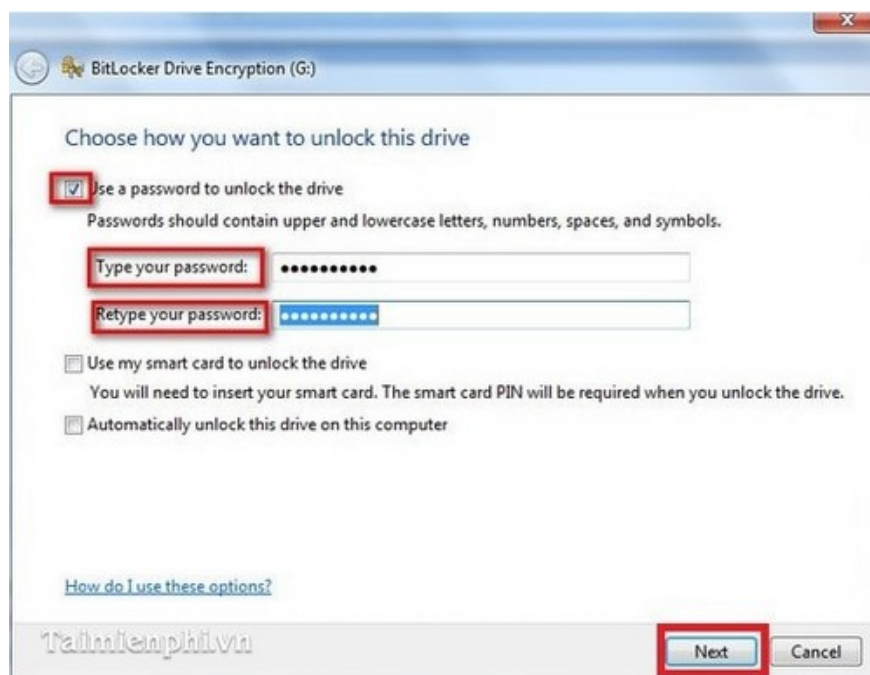 BitLocker Drive Encryption (G:)
Choose how you want to unlock this drive
Use a password to unlock the drive
Passwords should contain upper and lowercase letters, numbers, spaces, and symbols.
Type your password: ●●●●●●●●●●
Retype your password: ●●●●●●●●●●
Use my smart card to unlock the drive
You will need to insert your smart card. The smart card PIN will be required when you unlock the drive.
Automatically unlock this drive on this computer
How do I use these options?
Taimienphi.vn
Next Cancel